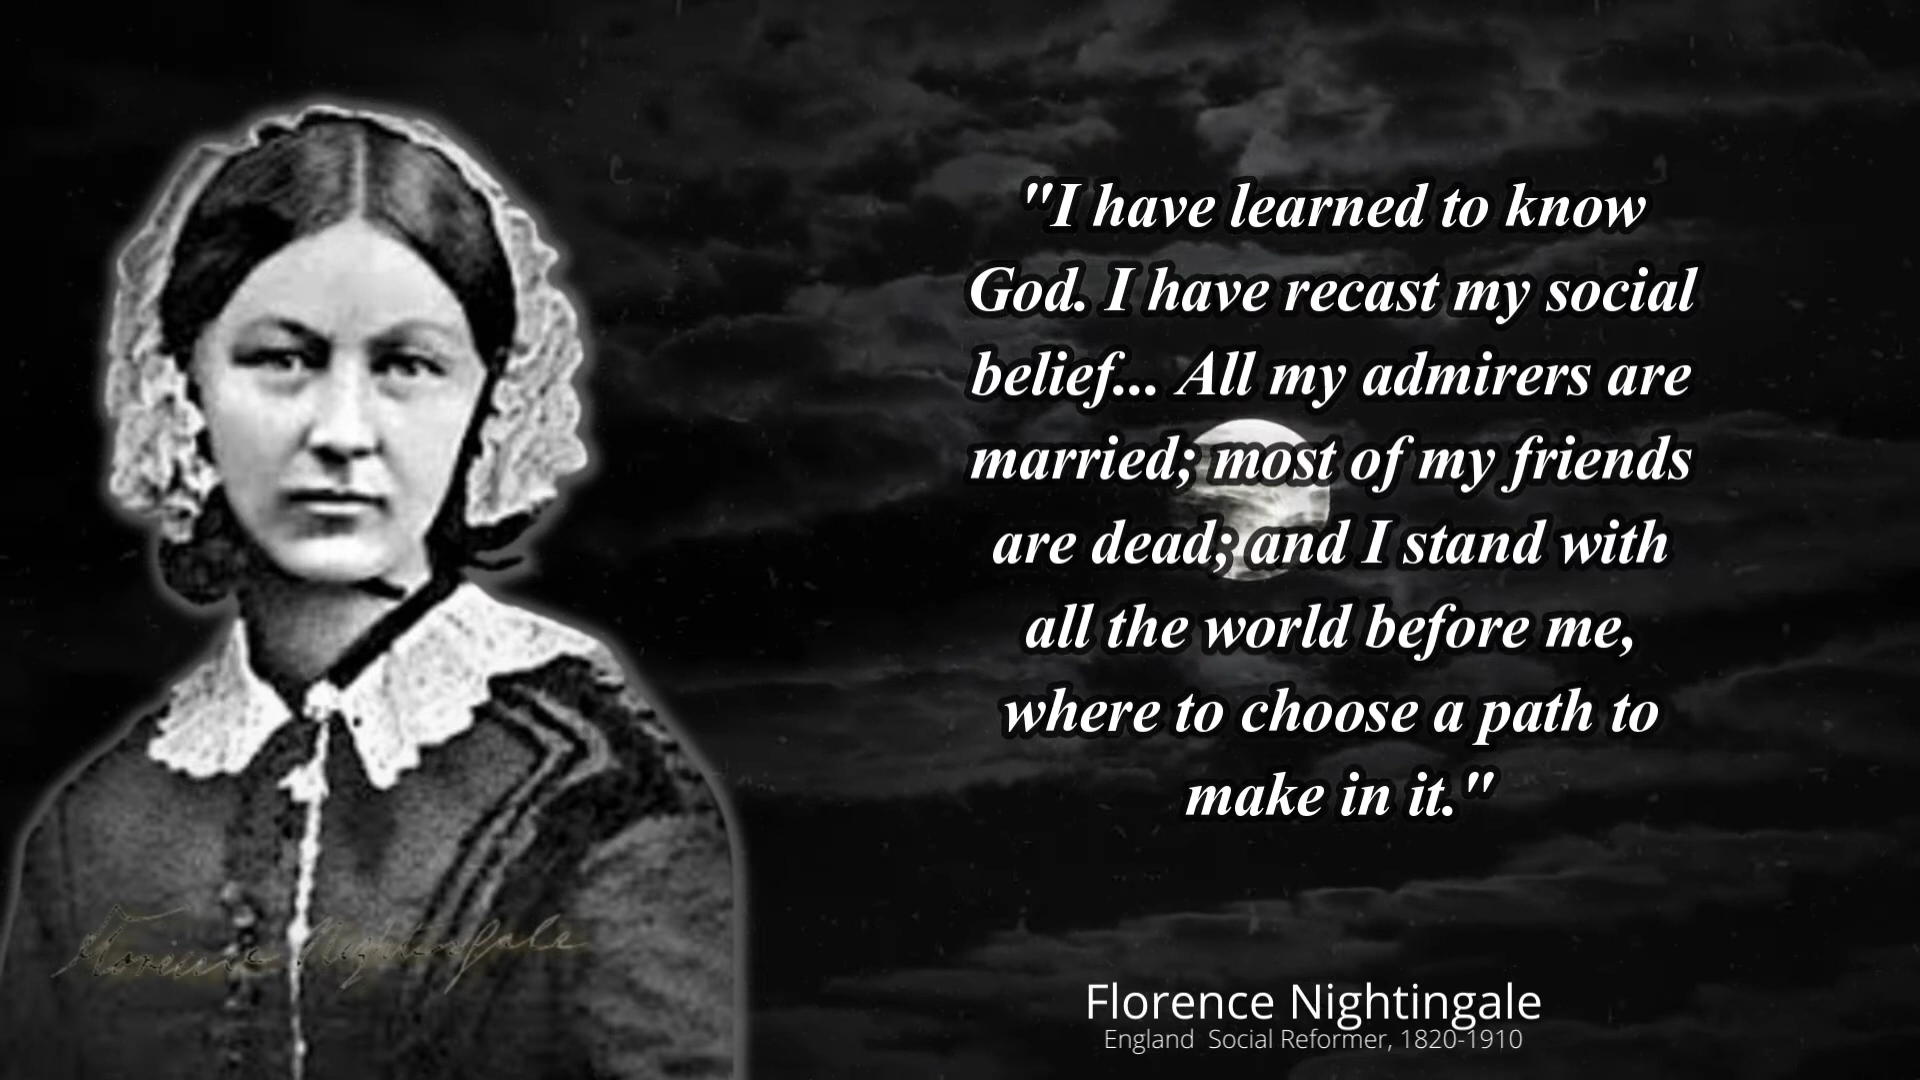 "I have learned to know
God. I have recast my social
belief... All my admirers are
married; most of my friends
are dead; and I stand with
all the world before me,
where to choose a path to
make in it."
Florence Nightingale
Florence Nightingale
England Social Reformer, 1820-1910